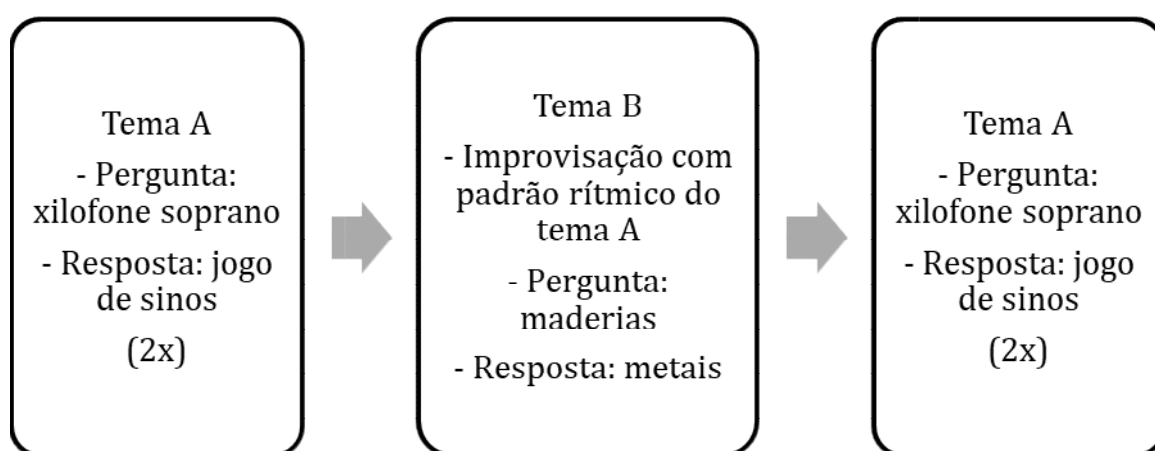 Tema A
- Pergunta:
xilofone soprano
- Resposta: jogo
de sinos
(2x)
Tema B
- Improvisação com
padrão rítmico do
tema A
- Pergunta:
maderias
- Resposta: metais
Tema A
- Pergunta:
xilofone soprano
- Resposta: jogo
de sinos
(2x)